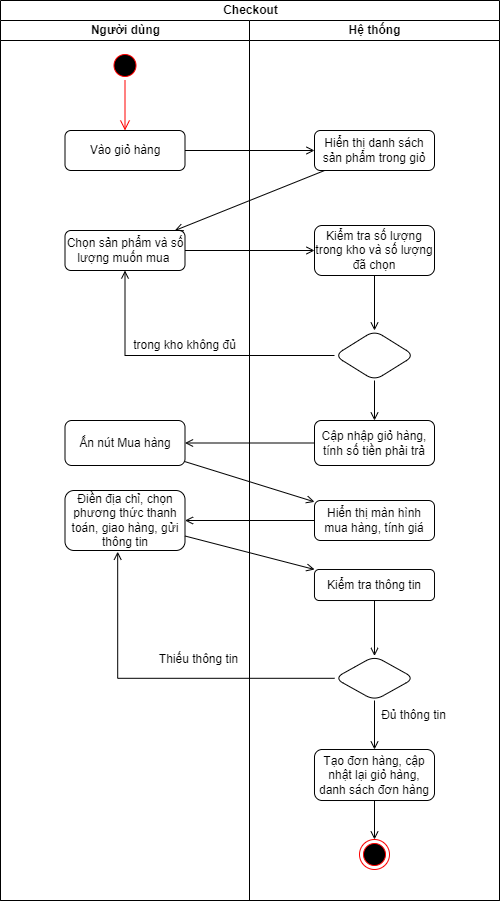 Checkout
Người dùng
Hệ thống
Vào giỏ hàng
Hiển thị danh sách
sản phẩm trong giỏ
Chọn sản phẩm và số
lượng muốn mua
Kiểm tra số lượng
trong kho và số lượng
đã chọn
trong kho không đủ
Ấn nút Mua hàng
Cập nhập giỏ hàng,
tính số tiền phải trả
Điền địa chỉ, chọn
phương thức thanh
toán, giao hàng, gửi
thông tin
Hiển thị màn hình
mua hàng, tính giá
Kiểm tra thông tin
Thiếu thông tin
Đủ thông tin
Tạo đơn hàng, cập
nhật lại giỏ hàng,
danh sách đơn hàng